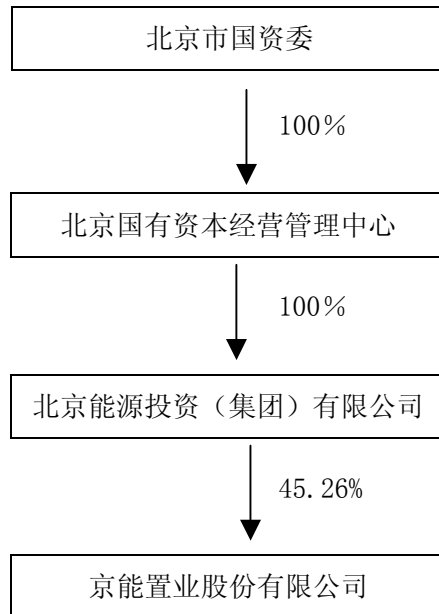 北京市国资委
100％
北京国有资本经营管理中心
100％
北京能源投资（集团）有限公司
45.26%
京能置业股份有限公司